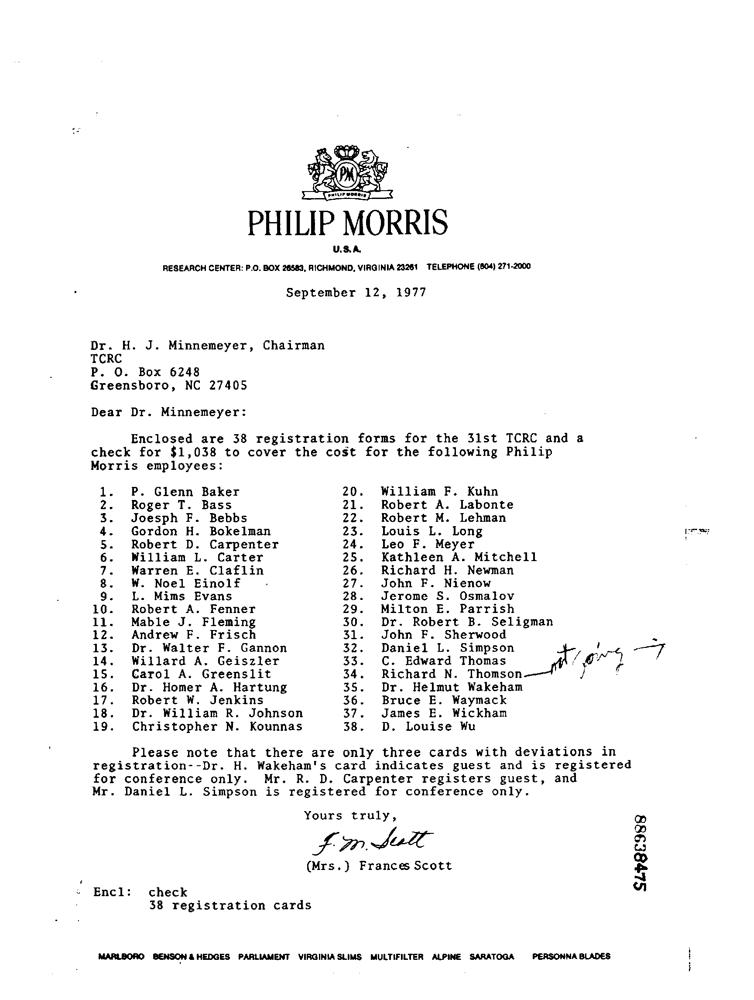 PM
PHILIP MORRIS
PHILIP MORRIS
U.S.A.
RESEARCH CENTER: P.O. BOX 26583, RICHMOND, VIRGINIA 23261 TELEPHONE (804) 271-2000
September 12, 1977
Dr. H. J. Minnemeyer, Chairman
TCRC
P. O. Box 6248
Greensboro, NC 27405
Dear Dr. Minnemeyer:
Enclosed are 38 registration forms for the 31st TCRC and a
check for $1,038 to cover the cost for the following Philip
Morris employees:
1. P. Glenn Baker
2. Roger T. Bass
3. Joesph F. Bebbs
4. Gordon H. Bokelman
5. Robert D. Carpenter
6. William L. Carter
7. Warren E. Claflin
8. W. Noel Einolf
9. L. Mims Evans
10. Robert A. Fenner
11. Mable J. Fleming
12. Andrew F. Frisch
13. Dr. Walter F. Gannon
14. Willard A. Geiszler
15. Carol A. Greenslit
16. Dr. Homer A. Hartung
17. Robert W. Jenkins
18. Dr. William R. Johnson
19. Christopher N. Kounnas
20. William F. Kuhn
21. Robert A. Labonte
22. Robert M. Lehman
23. Louis L. Long
24. Leo F. Meyer
25. Kathleen A. Mitchell
26. Richard H. Newman
27. John F. Nienow
28. Jerome S. Osmalov
29. Milton E. Parrish
30. Dr. Robert B. Seligman
31. John F. Sherwood
32. Daniel L. Simpson
33. C. Edward Thomas
34. Richard N. Thomson
not going
35. Dr. Helmut Wakeham
36. Bruce E. Waymack
37. James E. Wickham
38. D. Louise Wu
Please note that there are only three cards with deviations in
registration--Dr. H. Wakeham's card indicates guest and is registered
for conference only. Mr. R. D. Carpenter registers guest, and
Mr. Daniel L. Simpson is registered for conference only.
Yours truly,
F. M. Scott
(Mrs.) Frances Scott
Encl: check
38 registration cards
88638475
MARLBORO BENSON & HEDGES PARLIAMENT VIRGINIA SLIMS MULTIFILTER ALPINE SARATOGA PERSONNA BLADES